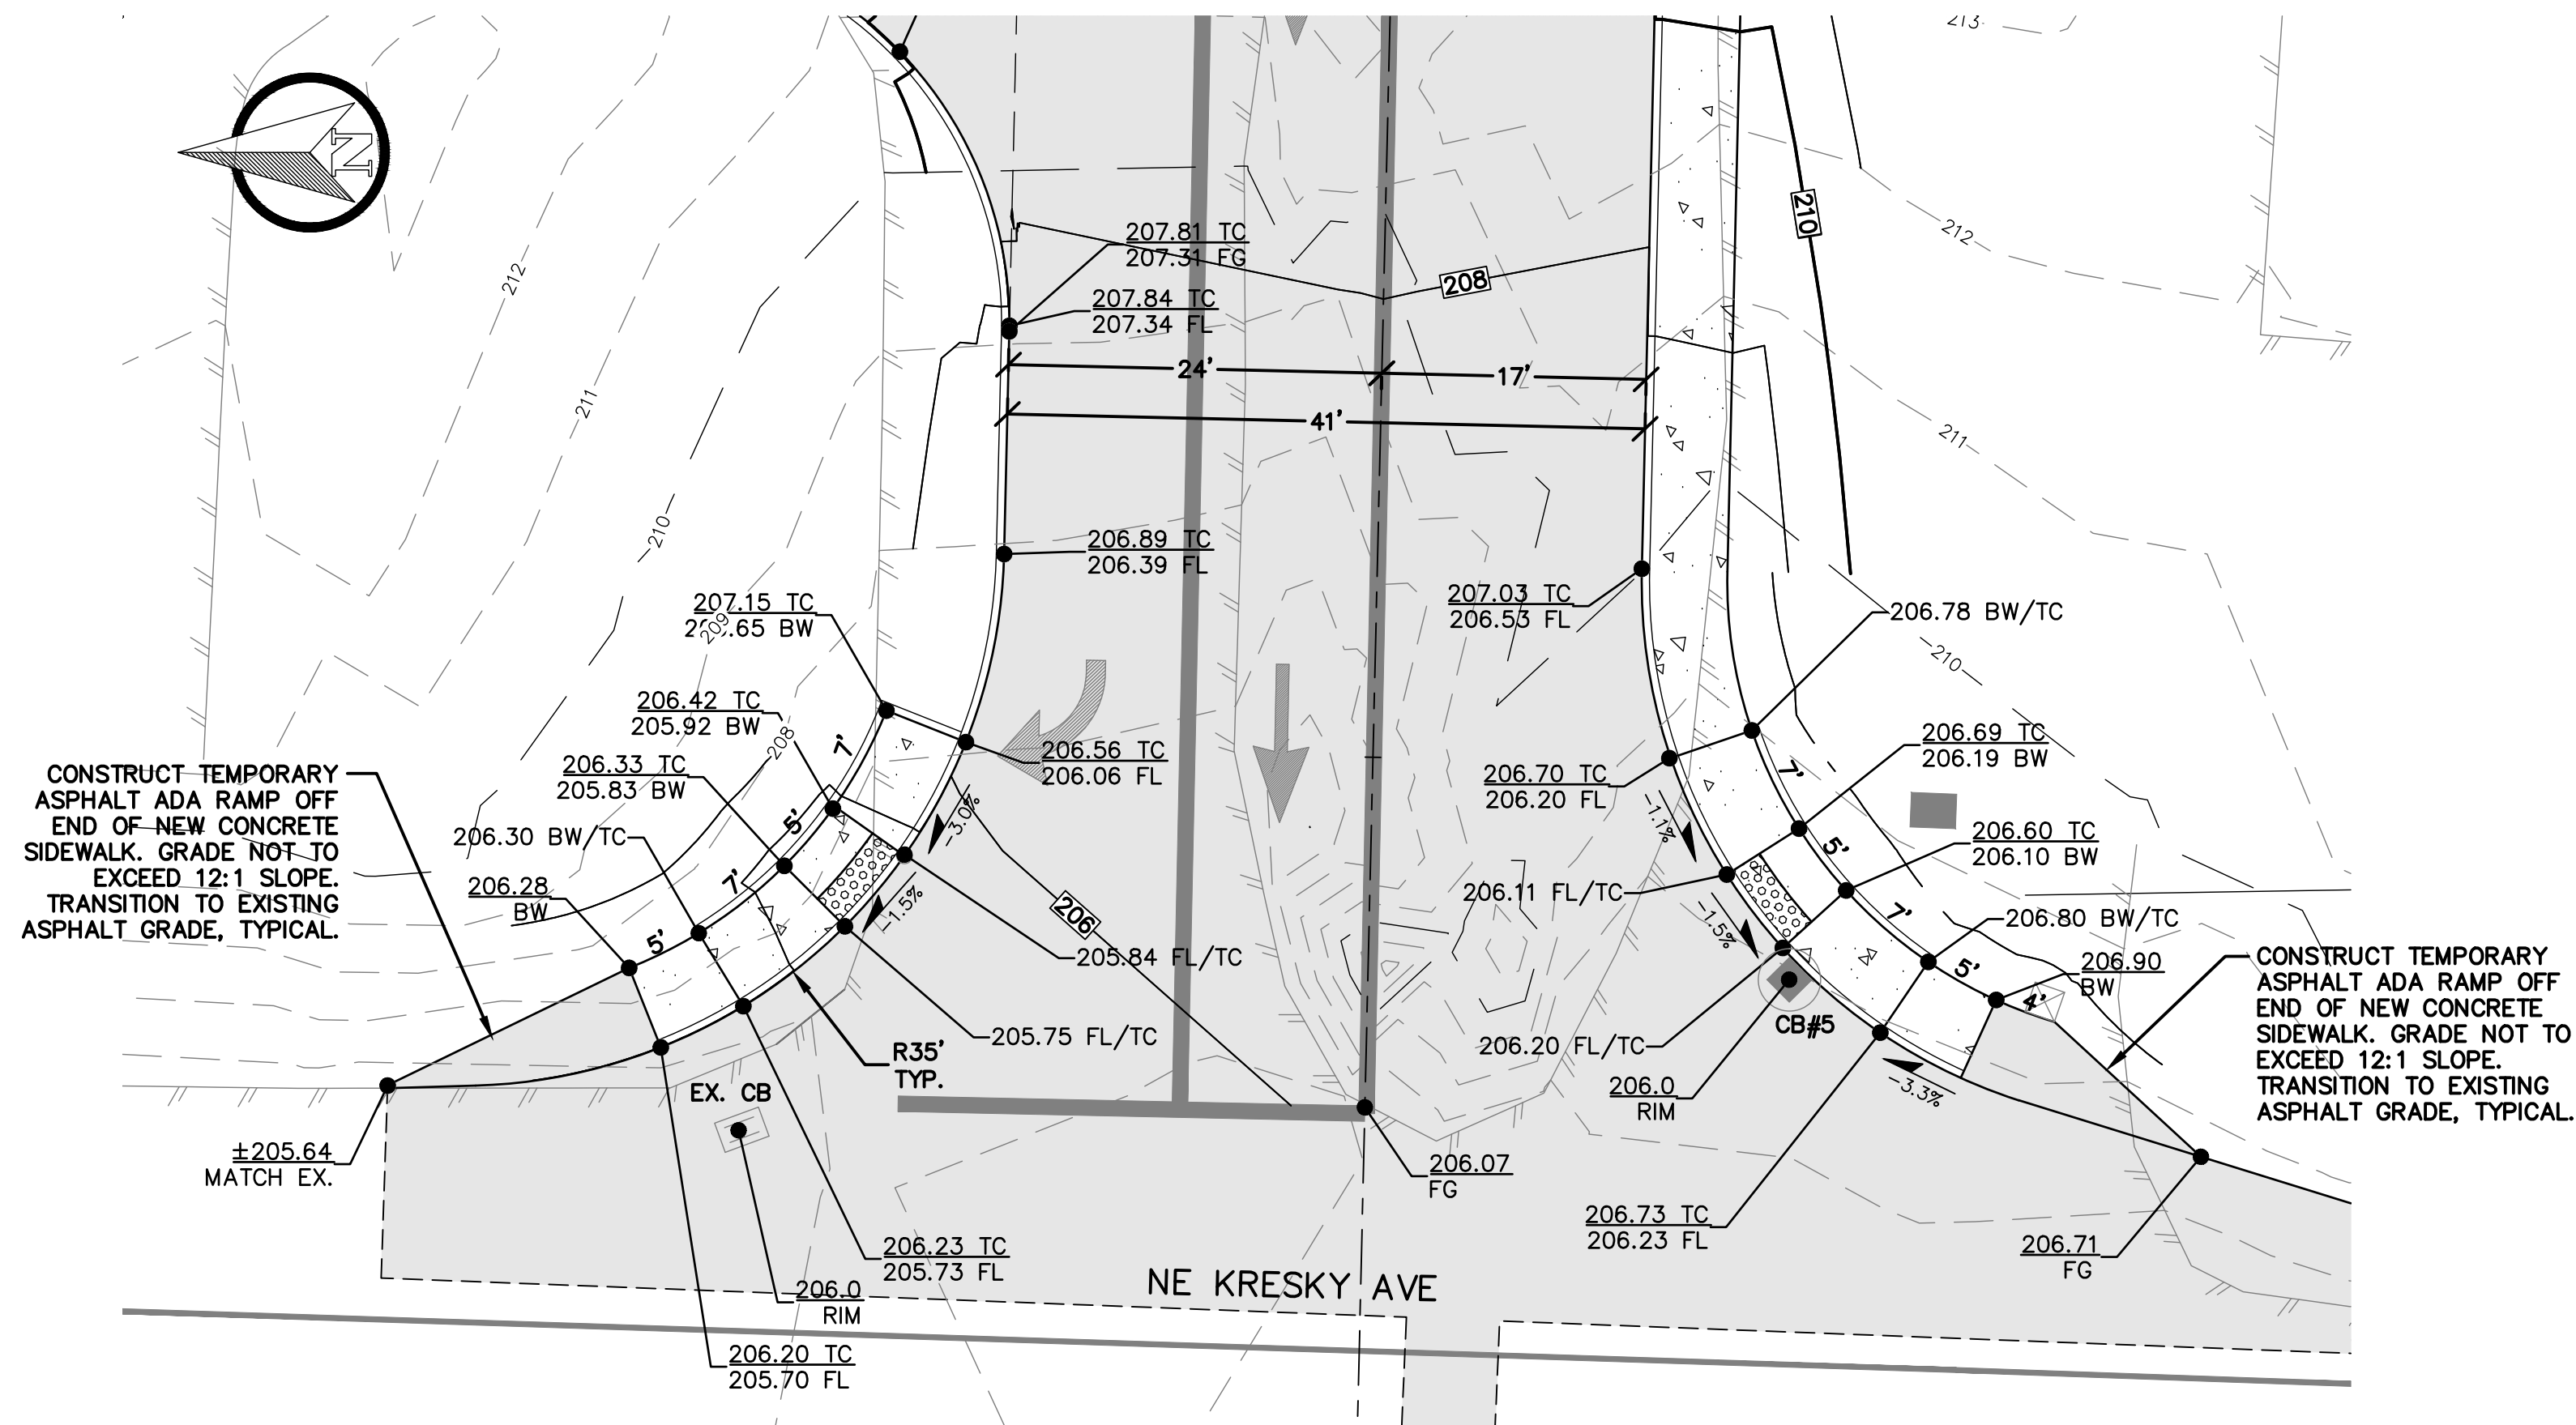 213
N
212
210
212
207.81 TC
207.31 FG
208
207.84 TC
207.34 FL
24'
17'
41'
211
211
210
206.89 TC
206.39 FL
207.15 TC
BW
209
207.03 TC
206.53 FL
206.78 BW/TC
210
206.42 TC
205.92 BW
7'
208
206.33 TC
205.83 BW
206.56 TC
206.06 FL
206.69 TC
206.19 BW
7'
206.70 TC
206.20 FL
-3.0%
-1.1%
CONSTRUCT TEMPORARY
ASPHALT ADA RAMP OFF
END OF NEW CONCRETE
SIDEWALK. GRADE NOT TO
EXCEED 12:1 SLOPE.
TRANSITION TO EXISTING
ASPHALT GRADE, TYPICAL.
5'
206.30 BW/TC
5'
206.60 TC
206.10 BW
7'
206.28
BW
206.11 FL/TC
-1.5%
-1.5%
206
7'
206.80 BW/TC
5'
205.84 FL/TC
5'
206.90
BW
4'
CONSTRUCT TEMPORARY
ASPHALT ADA RAMP OFF
END OF NEW CONCRETE
SIDEWALK. GRADE NOT TO
EXCEED 12:1 SLOPE.
TRANSITION TO EXISTING
ASPHALT GRADE, TYPICAL.
205.75 FL/TC
R35'
TYP.
206.20 FL/TC
CB#5
EX. CB
206.0
RIM
-3.3%
±205.64
MATCH EX.
206.07
FG
206.73 TC
206.23 FL
206.71
FG
206.23 TC
205.73 FL
206.0
RIM
NE KRESKY AVE
206.20 TC
205.70 FL